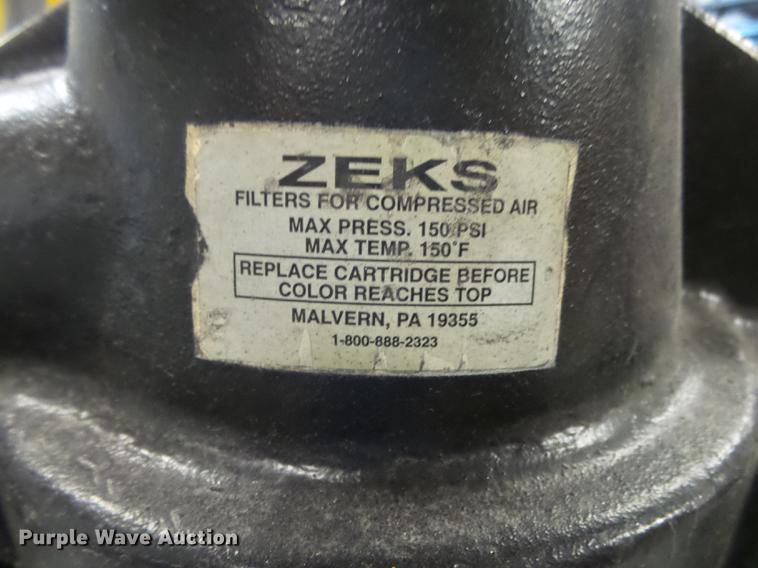 ZEKS
FILTERS FOR COMPRESSED AIR
MAX PRESS. 150 PSI
MAX TEMP. 150°F
REPLACE CARTRIDGE BEFORE
COLOR REACHES TOP
MALVERN, PA 19355
1-800-888-2323
Purple Wave Auction